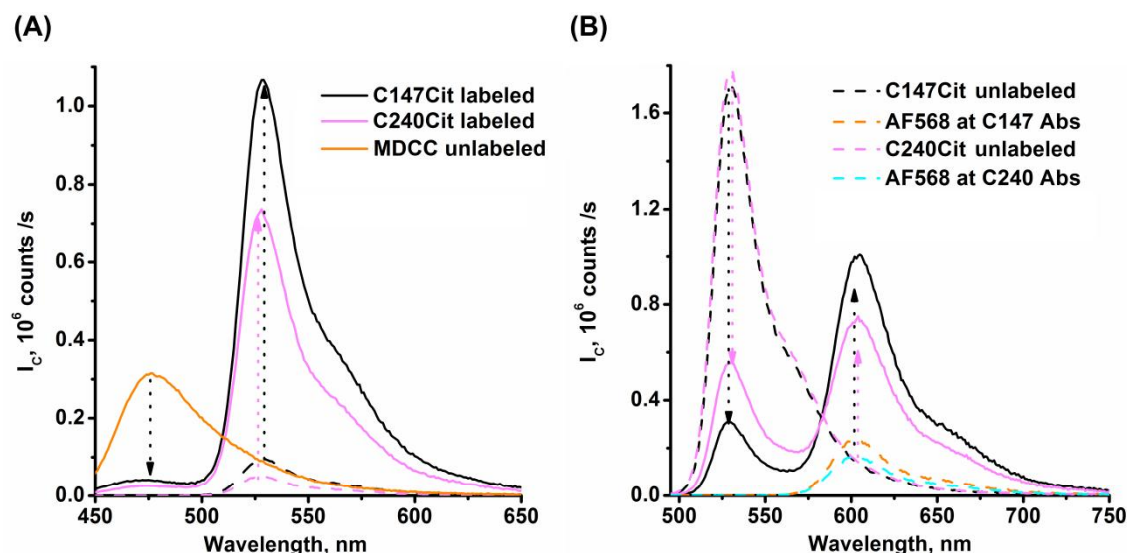 (A)
I_C, 10^6 counts /s
1.0
0.8
0.6
0.4
0.2
0.0
450 500 550 600 650
Wavelength, nm
C147Cit labeled
C240Cit labeled
MDCC unlabeled
(B)
I_C, 10^6 counts /s
1.6
1.2
0.8
0.4
0.0
500 550 600 650 700 750
Wavelength, nm
C147Cit unlabeled
AF568 at C147 Abs
C240Cit unlabeled
AF568 at C240 Abs